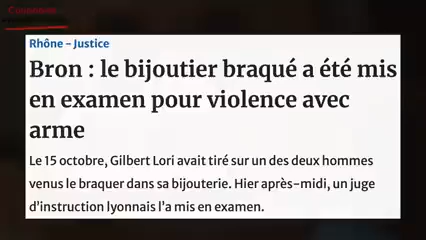 Rhône - Justice
Bron : le bijoutier braqué a été mis
en examen pour violence avec
arme
Le 15 octobre, Gilbert Lori avait tiré sur un des deux hommes
venus le braquer dans sa bijouterie. Hier après-midi, un juge
d'instruction lyonnais l'a mis en examen.